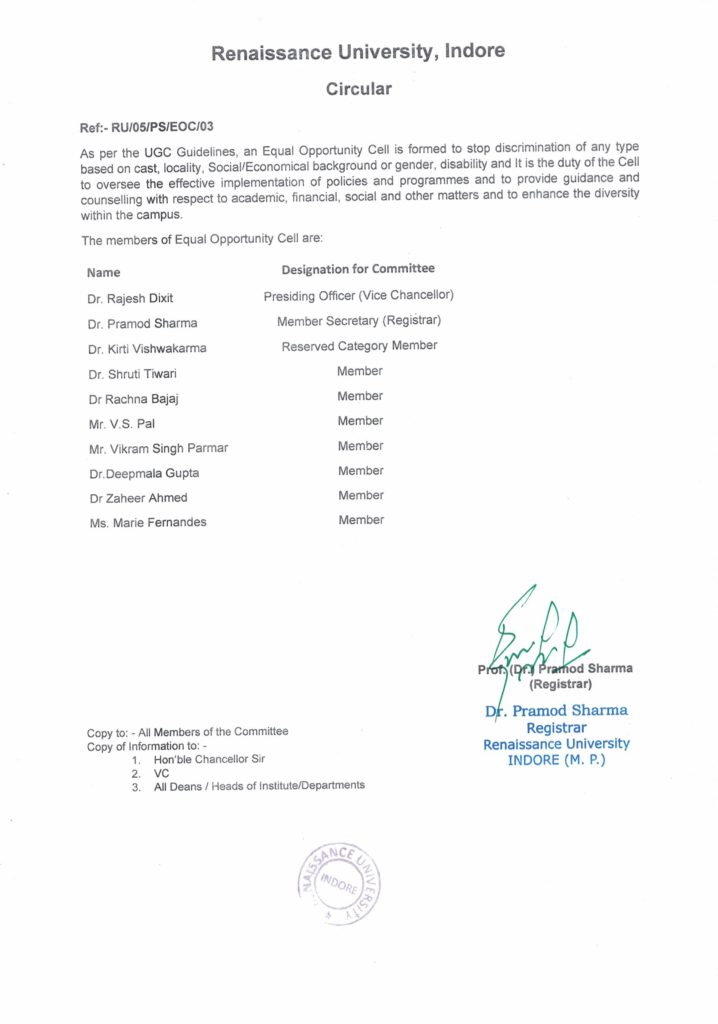 Renaissance University, Indore
Circular
Ref:- RU/05/PS/EOC/03
As per the UGC Guidelines, an Equal Opportunity Cell is formed to stop discrimination of any type
based on cast, locality, Social/Economical background or gender, disability and It is the duty of the Cell
to oversee the effective implementation of policies and programmes and to provide guidance and
counselling with respect to academic, financial, social and other matters and to enhance the diversity
within the campus.
The members of Equal Opportunity Cell are:
Name Designation for Committee
Dr. Rajesh Dixit Presiding Officer (Vice Chancellor)
Dr. Pramod Sharma Member Secretary (Registrar)
Dr. Kirti Vishwakarma Reserved Category Member
Dr. Shruti Tiwari Member
Dr Rachna Bajaj Member
Mr. V.S. Pal Member
Mr. Vikram Singh Parmar Member
Dr.Deepmala Gupta Member
Dr Zaheer Ahmed Member
Ms. Marie Fernandes Member
Prof. (Dr.) Pramod Sharma
(Registrar)
Dr. Pramod Sharma
Registrar
Renaissance University
INDORE (M. P.)
Copy to: - All Members of the Committee
Copy of Information to: -
1. Hon'ble Chancellor Sir
2. VC
3. All Deans / Heads of Institute/Departments
NAISSANCE UNIVERSITY
INDORE